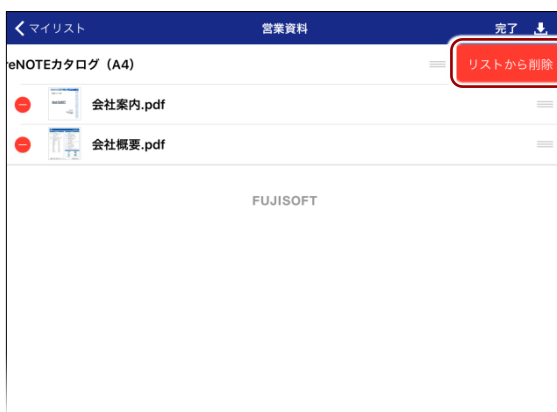 マイリスト 営業資料 完了
eNOTEカタログ（A4） リストから削除
会社案内.pdf
会社概要.pdf
FUJISOFT